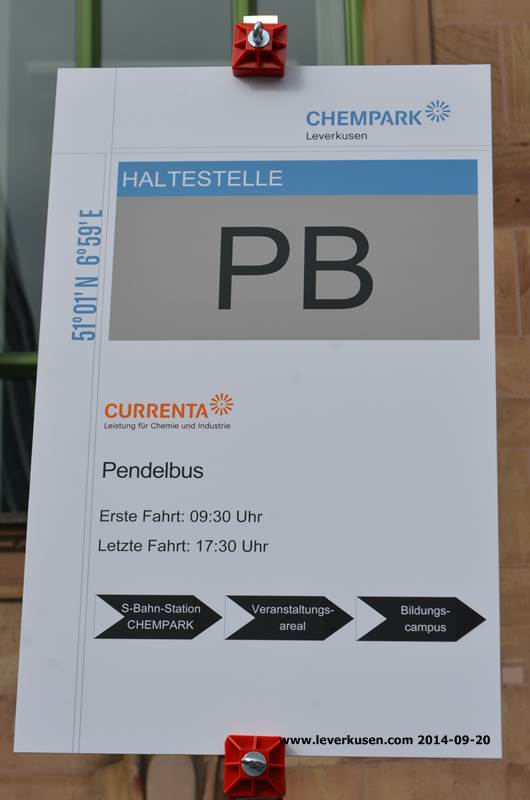 CHEMPARK
Leverkusen
HALTESTELLE
PB
51°01'N 6°59'E
CURRENTA
Leistung für Chemie und Industrie
Pendelbus
Erste Fahrt: 09:30 Uhr
Letzte Fahrt: 17:30 Uhr
S-Bahn-Station
CHEMPARK
Veranstaltungs-
areal
Bildungs-
campus
www.leverkusen.com 2014-09-20